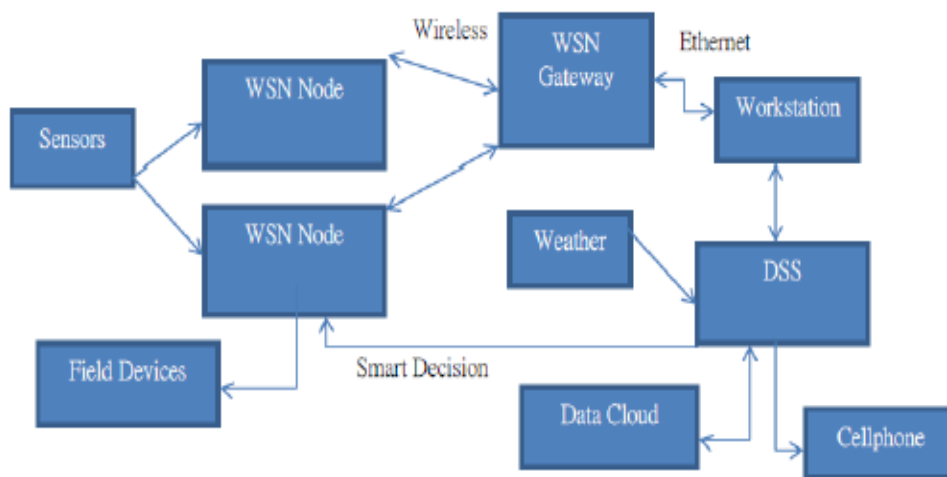 Wireless
WSN
Gateway
Ethernet
WSN Node
Workstation
Sensors
WSN Node
Weather
DSS
Field Devices
Smart Decision
Data Cloud
Cellphone